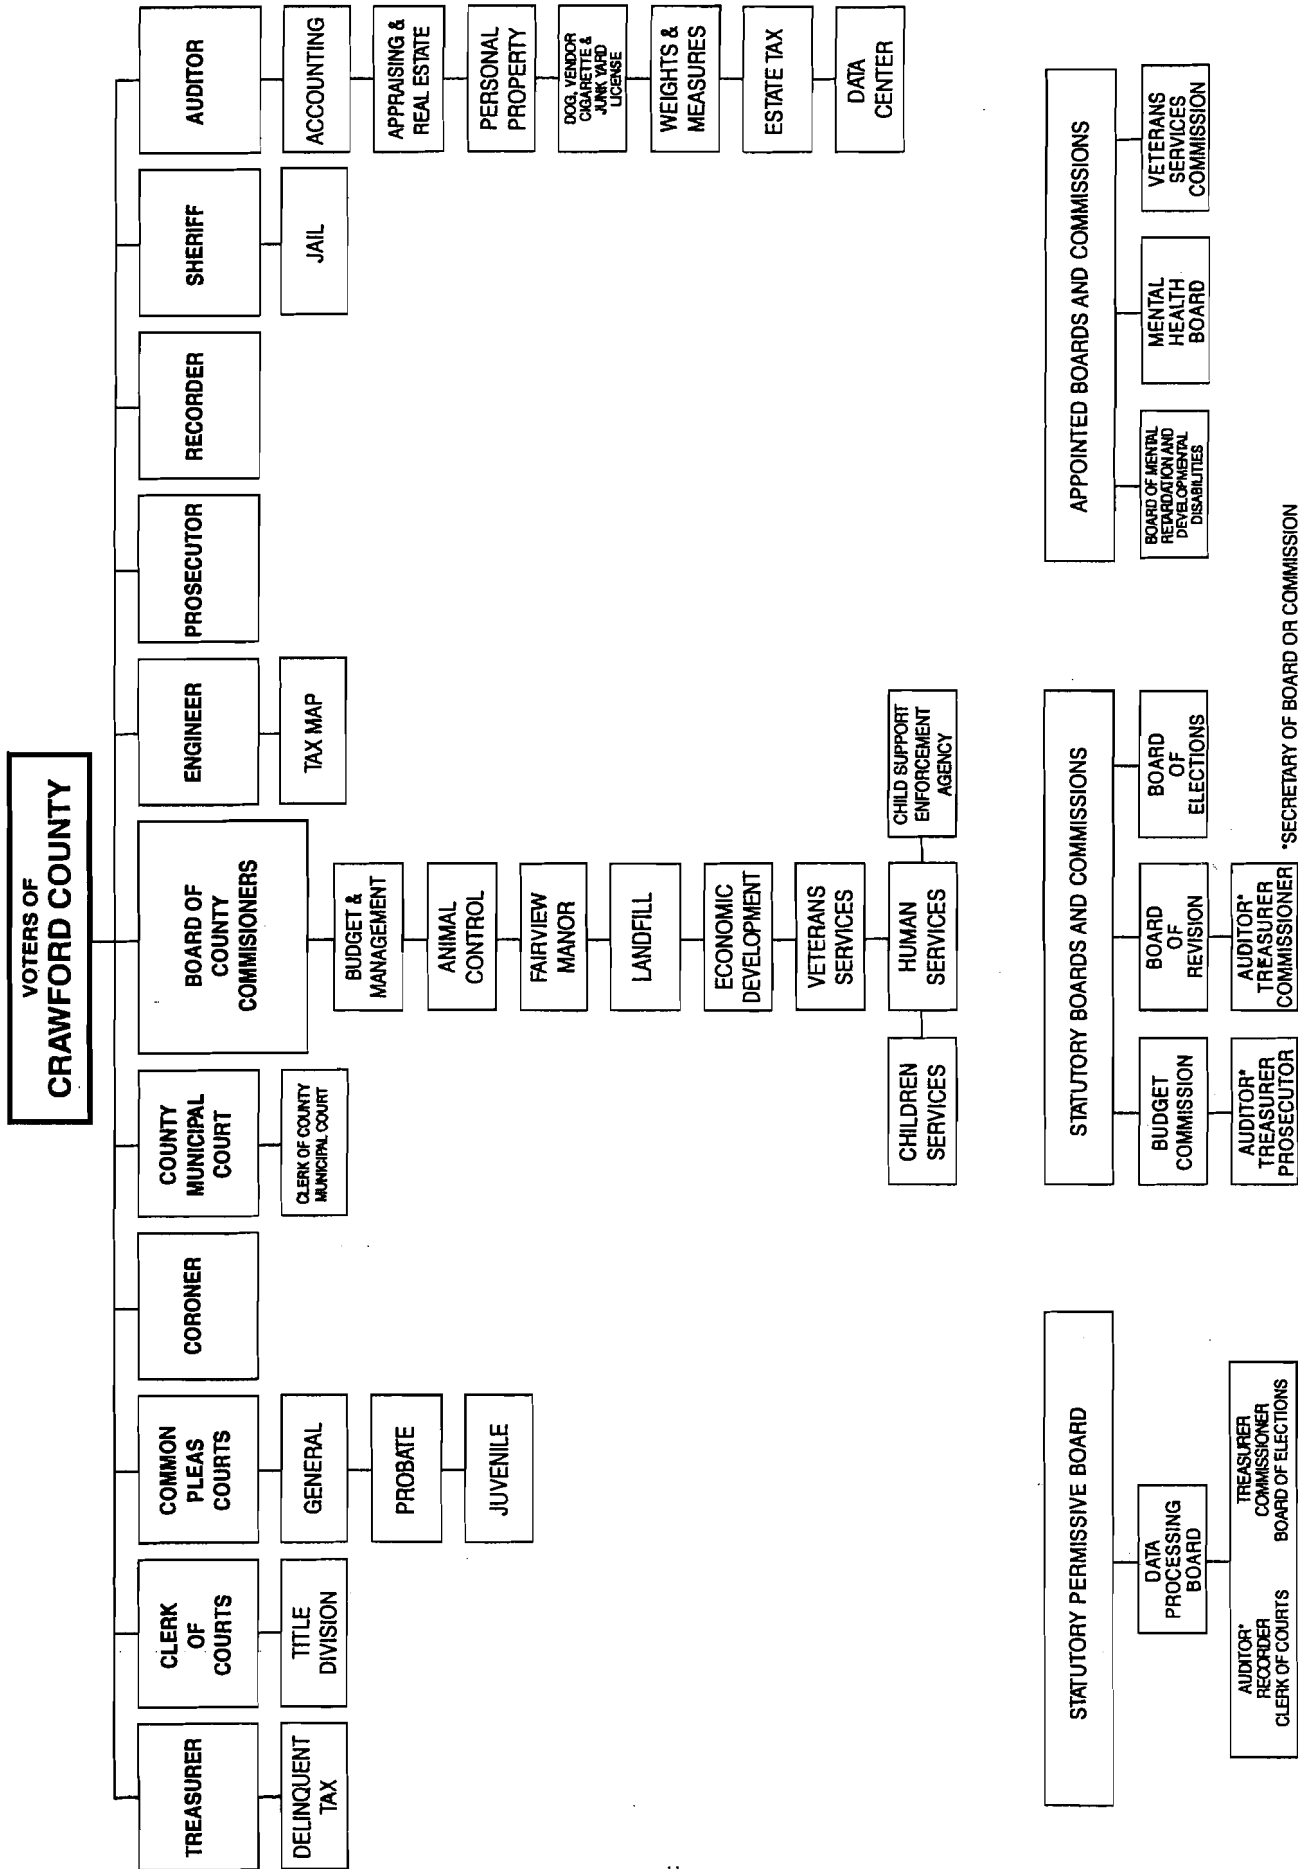 VOTERS OF
CRAWFORD COUNTY
TREASURER
DELINQUENT
TAX
CLERK
OF
COURTS
TITLE
DIVISION
COMMON
PLEAS
COURTS
GENERAL
PROBATE
JUVENILE
CORONER
COUNTY
MUNICIPAL
COURT
CLERK OF COUNTY
MUNICIPAL COURT
BOARD OF
COUNTY
COMMISIONERS
BUDGET &
MANAGEMENT
ANIMAL
CONTROL
FAIRVIEW
MANOR
LANDFILL
ECONOMIC
DEVELOPMENT
VETERANS
SERVICES
CHILDREN
SERVICES
HUMAN
SERVICES
CHILD SUPPORT
ENFORCEMENT
AGENCY
ENGINEER
TAX MAP
PROSECUTOR
RECORDER
SHERIFF
JAIL
AUDITOR
ACCOUNTING
APPRAISING &
REAL ESTATE
PERSONAL
PROPERTY
DOG, VENDOR
CIGARETTE &
JUNK YARD
LICENSE
WEIGHTS &
MEASURES
ESTATE TAX
DATA
CENTER
STATUTORY PERMISSIVE BOARD
DATA
PROCESSING
BOARD
AUDITOR*
RECORDER
CLERK OF COURTS
TREASURER
COMMISSIONER
BOARD OF ELECTIONS
STATUTORY BOARDS AND COMMISSIONS
BUDGET
COMMISSION
AUDITOR*
TREASURER
PROSECUTOR
BOARD
OF
REVISION
AUDITOR*
TREASURER
COMMISSIONER
BOARD
OF
ELECTIONS
APPOINTED BOARDS AND COMMISSIONS
BOARD OF MENTAL
RETARDATION AND
DEVELOPMENTAL
DISABILITIES
MENTAL
HEALTH
BOARD
VETERANS
SERVICES
COMMISSION
*SECRETARY OF BOARD OR COMMISSION